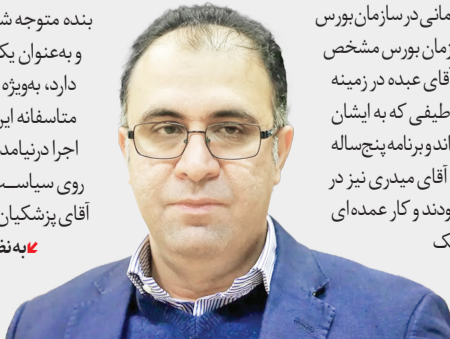 مانی در سازمان بورس
زمان بورس مشخص
آقای عبده در زمینه
طیفی که به ایشان
اند و برنامه پنج‌ساله
آقای میدری نیز در
ودند و کار عمده‌ای
ک
بنده متوجه ش
و به‌عنوان یک
دارد، به‌ویژه
متاسفانه این
اجرا درنیامد
روی سیاست
آقای پزشکیان
به‌نظ